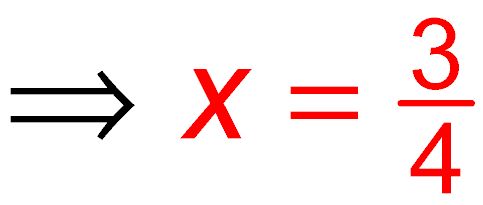 ⇒ x = 3/4